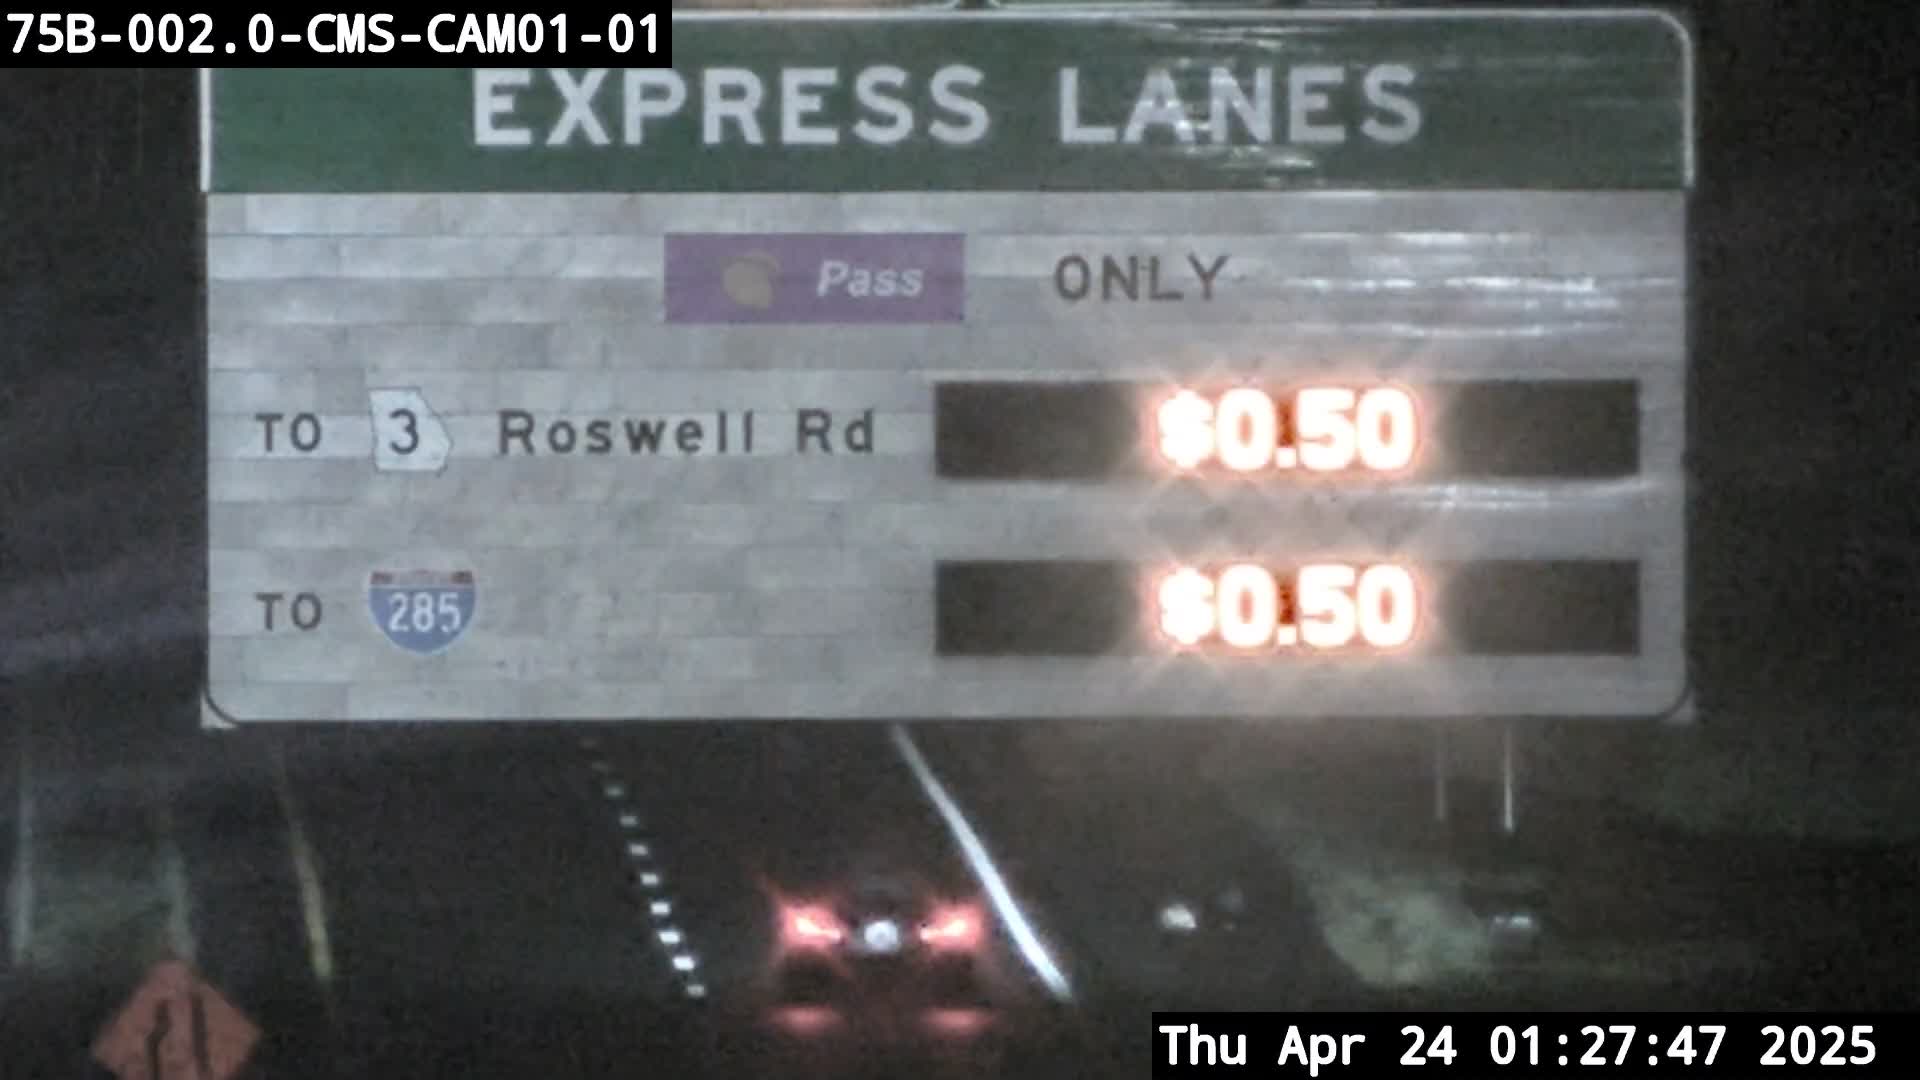 75B-002.0-CMS-CAM01-01
EXPRESS LANES
Pass ONLY
TO 3 Roswell Rd $0.50
TO 285 $0.50
Thu Apr 24 01:27:47 2025